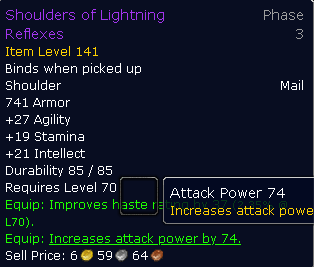 Shoulders of Lightning Phase
Reflexes 3
Item Level 141
Binds when picked up
Shoulder Mail
741 Armor
+27 Agility
+19 Stamina
+21 Intellect
Durability 85 / 85
Requires Level 70
Equip: Improves haste
L70).
Attack Power 74
Increases attack powe
Equip: Increases attack power by 74.
Sell Price: 6 59 64